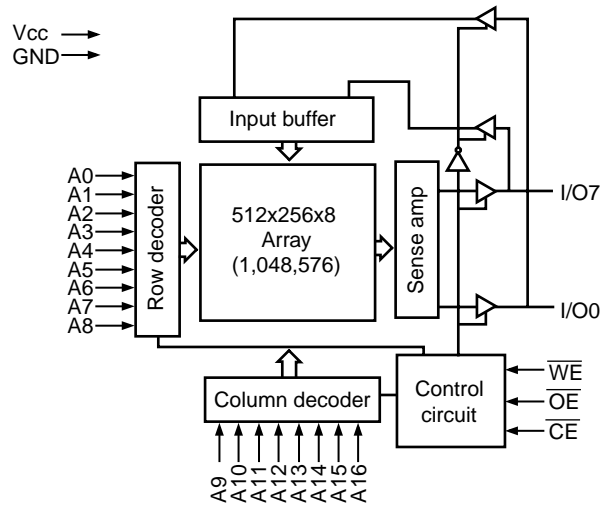 Vcc
GND
Input buffer
A0
A1
A2
A3
A4
A5
A6
A7
A8
Row decoder
512x256x8
Array
(1,048,576)
Sense amp
I/O7
I/O0
Column decoder
Control
circuit
WE
OE
CE
A9
A10
A11
A12
A13
A14
A15
A16